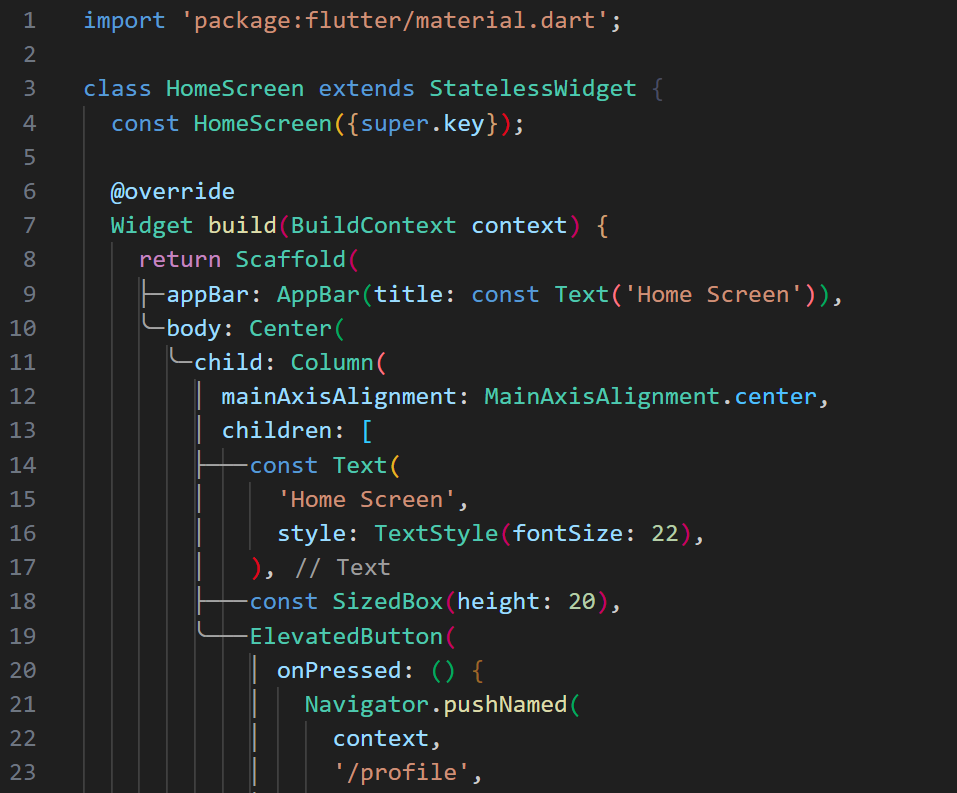 1 import 'package:flutter/material.dart';
2
3 class HomeScreen extends StatelessWidget {
4   const HomeScreen({super.key});
5
6   @override
7   Widget build(BuildContext context) {
8     return Scaffold(
9       appBar: AppBar(title: const Text('Home Screen')),
10       body: Center(
11         child: Column(
12           mainAxisAlignment: MainAxisAlignment.center,
13           children: [
14             const Text(
15               'Home Screen',
16               style: TextStyle(fontSize: 22),
17             ), // Text
18             const SizedBox(height: 20),
19             ElevatedButton(
20               onPressed: () {
21                 Navigator.pushNamed(
22                   context,
23                   '/profile',